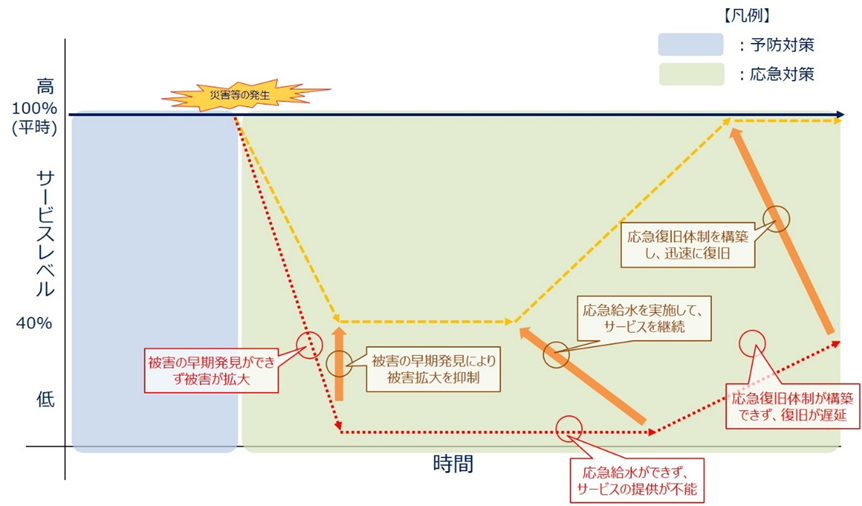 【凡例】
：予防対策
：応急対策
災害等の発生
高
100%
(平時)
サービスレベル
40%
低
応急復旧体制を構築
し、迅速に復旧
応急給水を実施して、
サービスを継続
被害の早期発見ができ
ず被害が拡大
被害の早期発見により
被害拡大を抑制
応急復旧体制が構築
できず、復旧が遅延
時間
応急給水ができず、
サービスの提供が不能